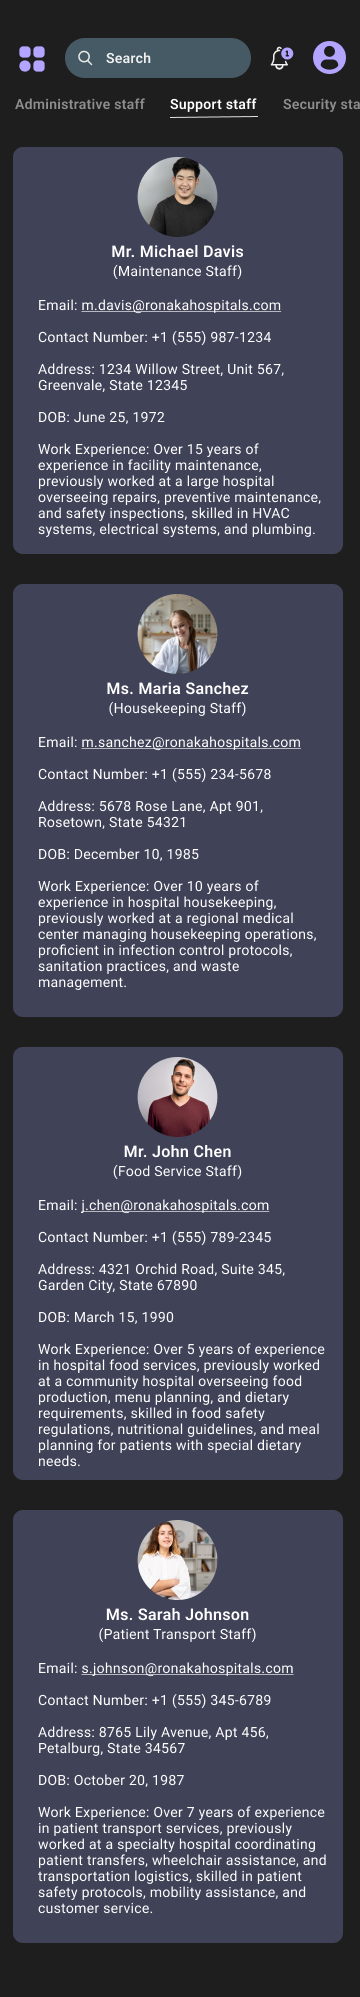 Search
1
Administrative staff Support staff Security sta
Mr. Michael Davis
(Maintenance Staff)
Email: m.davis@ronakahospitals.com
Contact Number: +1 (555) 987-1234
Address: 1234 Willow Street, Unit 567,
Greenvale, State 12345
DOB: June 25, 1972
Work Experience: Over 15 years of
experience in facility maintenance,
previously worked at a large hospital
overseeing repairs, preventive maintenance,
and safety inspections, skilled in HVAC
systems, electrical systems, and plumbing.
Ms. Maria Sanchez
(Housekeeping Staff)
Email: m.sanchez@ronakahospitals.com
Contact Number: +1 (555) 234-5678
Address: 5678 Rose Lane, Apt 901,
Rosetown, State 54321
DOB: December 10, 1985
Work Experience: Over 10 years of
experience in hospital housekeeping,
previously worked at a regional medical
center managing housekeeping operations,
proficient in infection control protocols,
sanitation practices, and waste
management.
Mr. John Chen
(Food Service Staff)
Email: j.chen@ronakahospitals.com
Contact Number: +1 (555) 789-2345
Address: 4321 Orchid Road, Suite 345,
Garden City, State 67890
DOB: March 15, 1990
Work Experience: Over 5 years of experience
in hospital food services, previously worked
at a community hospital overseeing food
production, menu planning, and dietary
requirements, skilled in food safety
regulations, nutritional guidelines, and meal
planning for patients with special dietary
needs.
Ms. Sarah Johnson
(Patient Transport Staff)
Email: s.johnson@ronakahospitals.com
Contact Number: +1 (555) 345-6789
Address: 8765 Lily Avenue, Apt 456,
Petalburg, State 34567
DOB: October 20, 1987
Work Experience: Over 7 years of experience
in patient transport services, previously
worked at a specialty hospital coordinating
patient transfers, wheelchair assistance, and
transportation logistics, skilled in patient
safety protocols, mobility assistance, and
customer service.